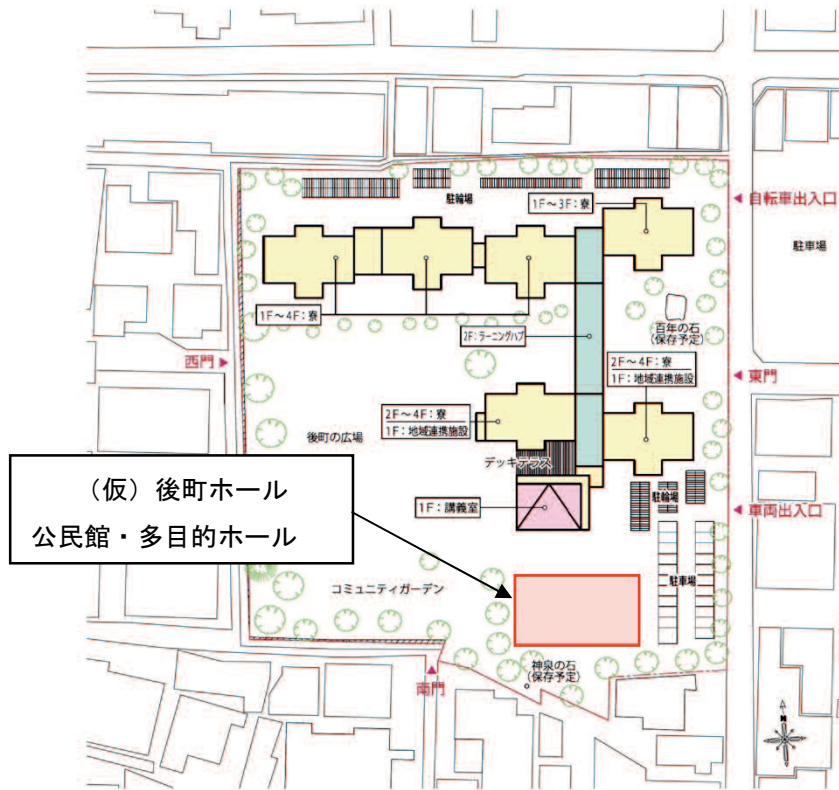 自転車出入口
駐輪場
1F～3F：寮
駐車場
1F～4F：寮
百年の石
（保存予定）
2F：ラーニングハブ
西門
2F～4F：寮
1F：地域連携施設
東門
2F～4F：寮
1F：地域連携施設
後町の広場
デッキテラス
（仮）後町ホール
公民館・多目的ホール
1F：講義室
駐輪場
車両出入口
コミュニティガーデン
駐車場
神泉の石
（保存予定）
南門
N